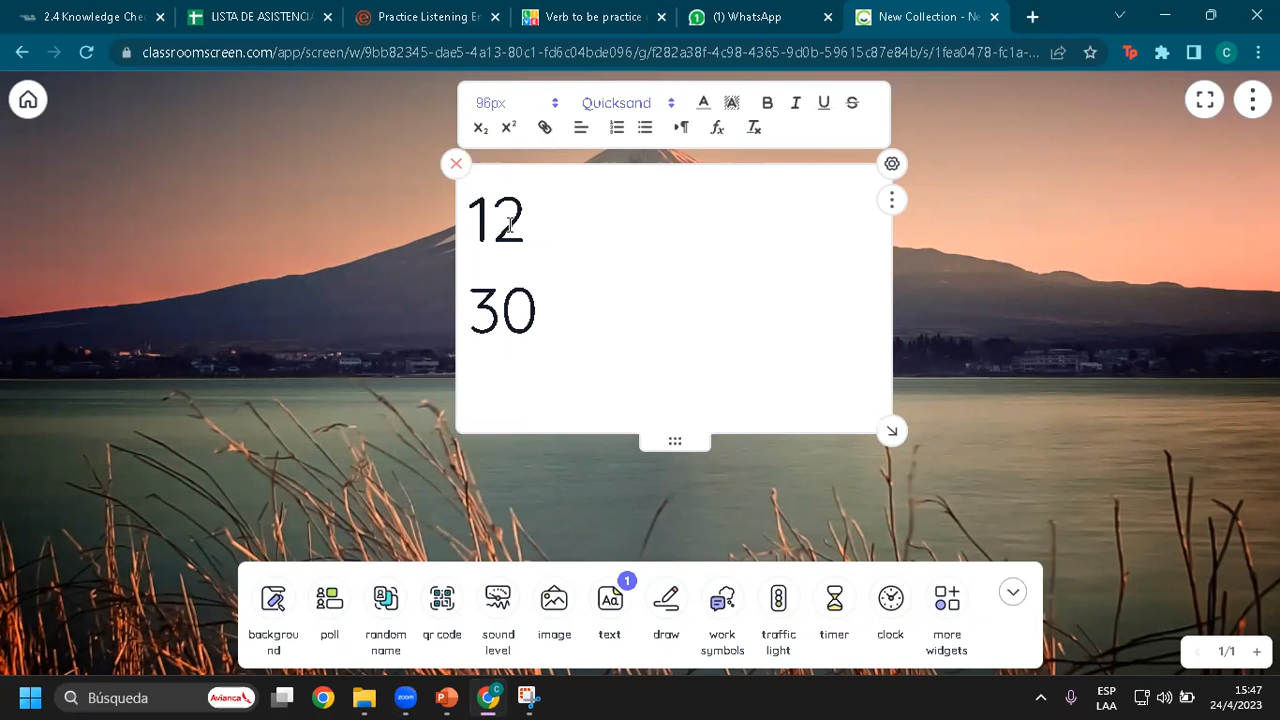 2.4 Knowledge Che
LISTA DE ASISTENCIA
Practice Listening En
Verb to be practice
(1) WhatsApp
New Collection - Ne
classroomscreen.com/app/screen/w/9bb82345-dae5-4a13-80c1-fd6c04bde096/g/f282a38f-4c98-4365-9d0b-59615c87e84b/s/1fea0478-fc1a-...
96px
Quicksand
12
30
1
background
poll
random name
qr code
sound level
image
text
draw
work symbols
traffic light
timer
clock
more widgets
1/1
Búsqueda
Avianca
ESP
LAA
15:47
24/4/2023